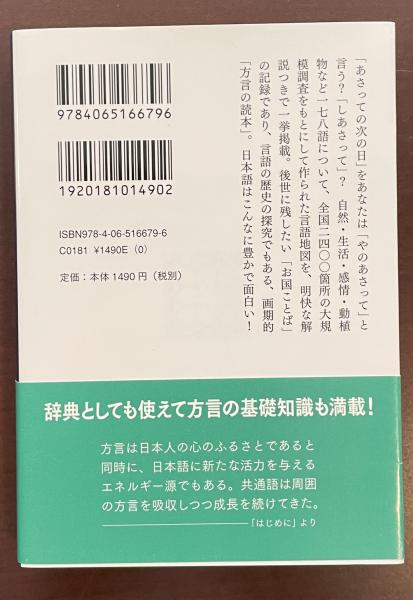 「あさっての次の日」をあなたは「やのあさって」と
言う？「しあさって」？　自然・生活・感情・動植
物など一七八語について、全国二四〇〇箇所の大規
模調査をもとにして作られた言語地図を、明快な解
説つきで一挙掲載。後世に残したい「お国ことば」
の記録であり、言語の歴史の探究でもある、画期的
「方言の読本」。日本語はこんなに豊かで面白い！
9784065166796
1920181014902
ISBN978-4-06-516679-6
C0181 ¥1490E (0)
定価：本体1490円（税別）
辞典としても使えて方言の基礎知識も満載！
方言は日本人の心のふるさとであると
同時に、日本語に新たな活力を与える
エネルギー源でもある。共通語は周囲
の方言を吸収しつつ成長を続けてきた。
——「はじめに」より